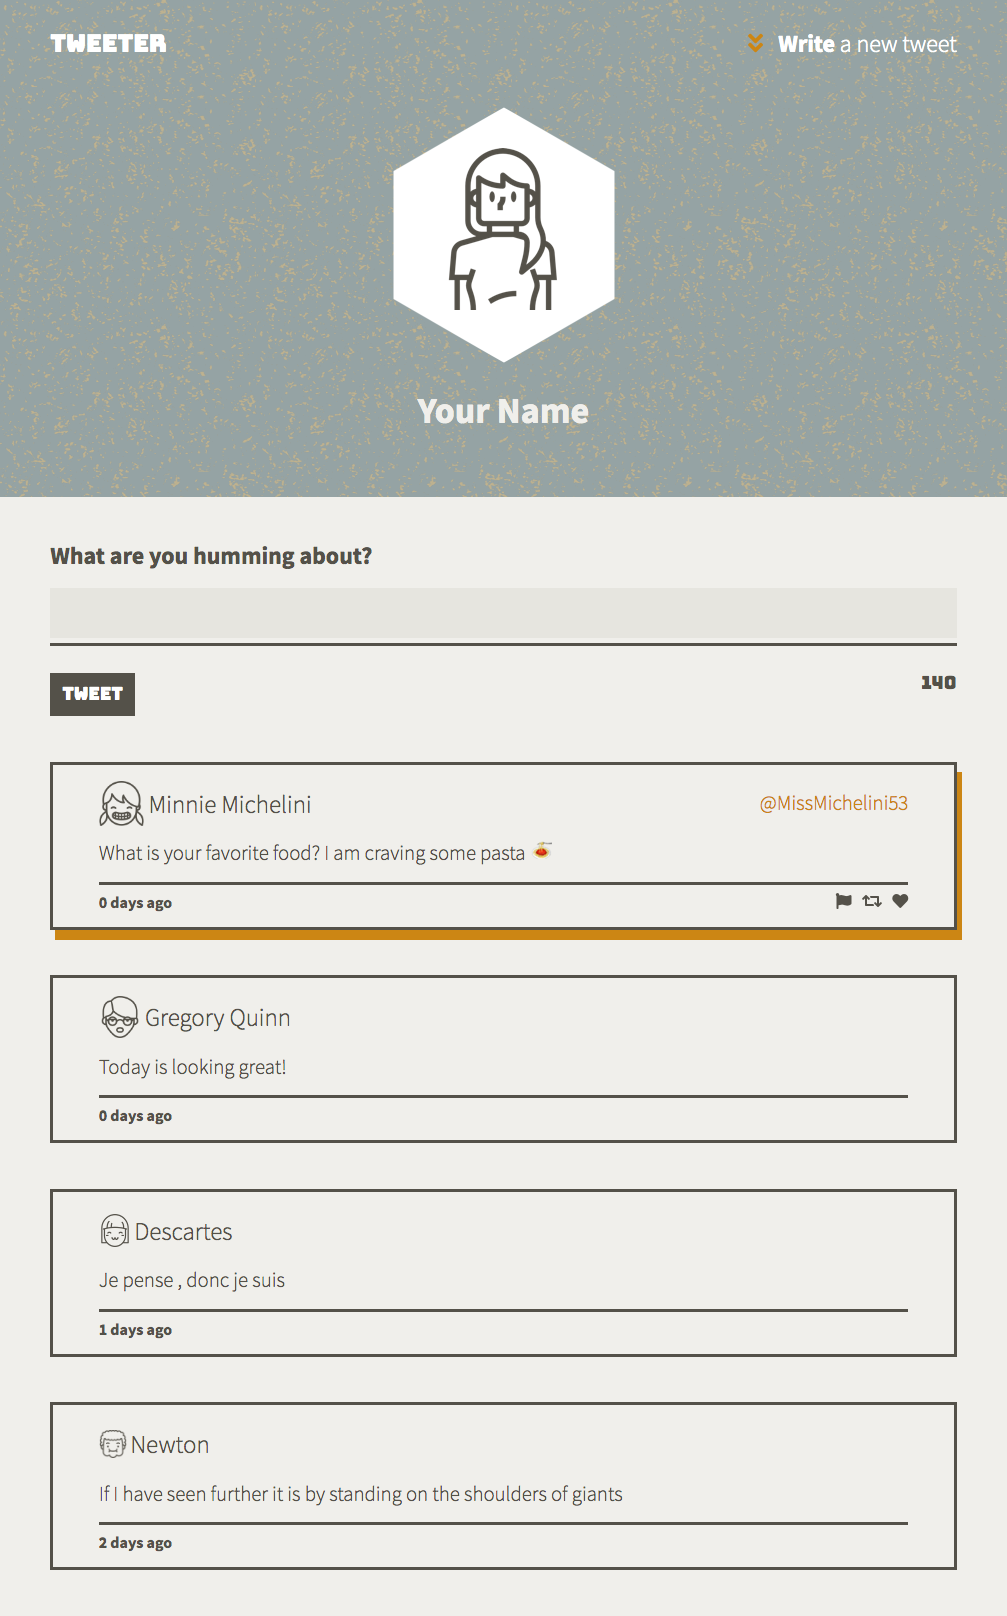 TWEETER
Write a new tweet
Your Name
What are you humming about?
TWEET
140
Minnie Michelini
@MissMichelini53
What is your favorite food? I am craving some pasta 🍝
0 days ago
Gregory Quinn
Today is looking great!
0 days ago
Descartes
Je pense , donc je suis
1 days ago
Newton
If I have seen further it is by standing on the shoulders of giants
2 days ago